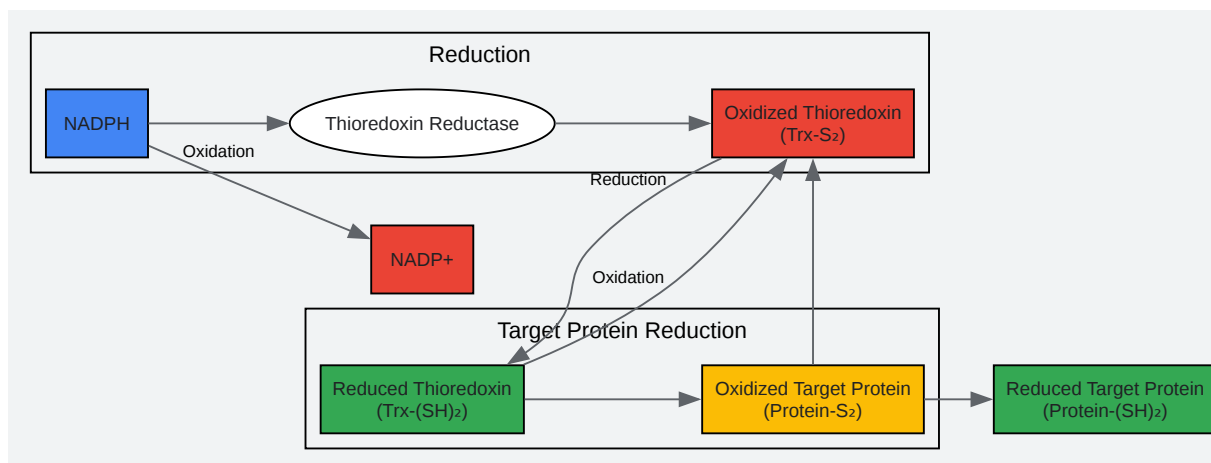 Reduction
NADPH
Thioredoxin Reductase
Oxidized Thioredoxin
(Trx-S₂)
Oxidation
Reduction
NADP+
Oxidation
Target Protein Reduction
Reduced Thioredoxin
(Trx-(SH)₂)
Oxidized Target Protein
(Protein-S₂)
Reduced Target Protein
(Protein-(SH)₂)